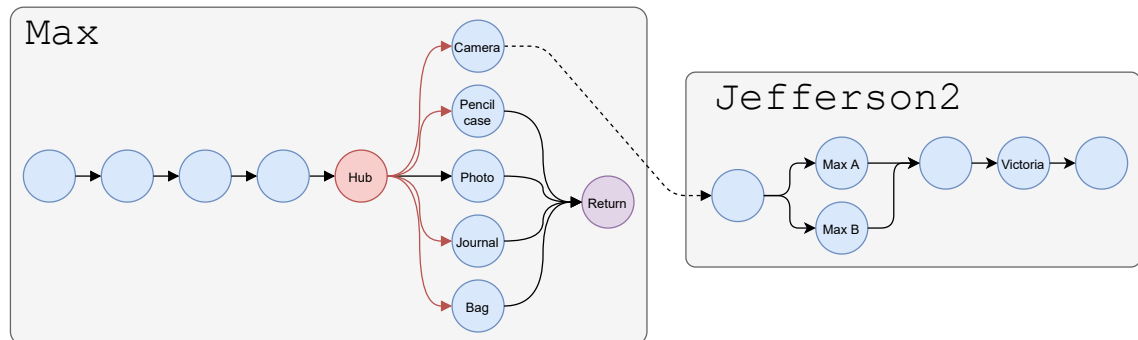 Max
Camera
Pencil
case
Hub
Photo
Return
Journal
Bag
Jefferson2
Max A
Victoria
Max B